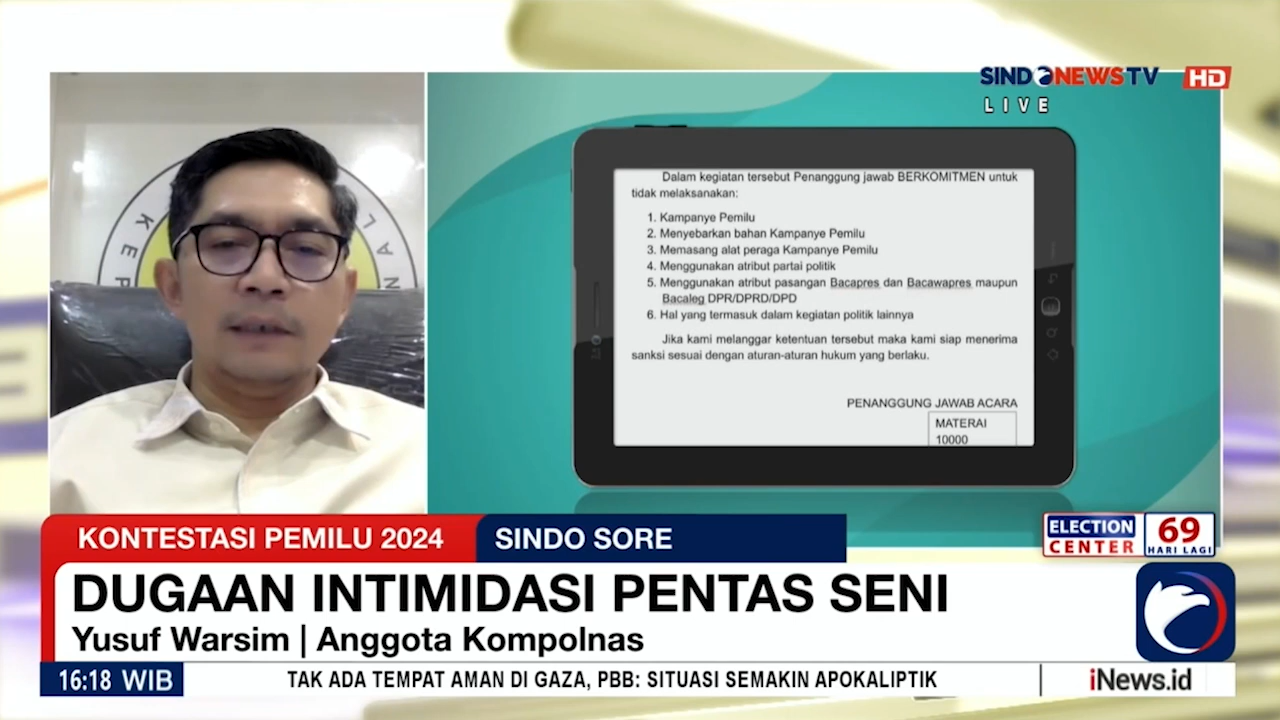 SINDONEWSTV HD
LIVE
KEP
AL
N
Dalam kegiatan tersebut Penanggung jawab BERKOMITMEN untuk
tidak melaksanakan:
1. Kampanye Pemilu
2. Menyebarkan bahan Kampanye Pemilu
3. Memasang alat peraga Kampanye Pemilu
4. Menggunakan atribut partai politik
5. Menggunakan atribut pasangan Bacapres dan Bacawapres maupun
Bacaleg DPR/DPRD/DPD
6. Hal yang termasuk dalam kegiatan politik lainnya
Jika kami melanggar ketentuan tersebut maka kami siap menerima
sanksi sesuai dengan aturan-aturan hukum yang berlaku.
PENANGGUNG JAWAB ACARA
MATERAI
10000
KONTESTASI PEMILU 2024
SINDO SORE
ELECTION
CENTER
69
HARI LAGI
DUGAAN INTIMIDASI PENTAS SENI
Yusuf Warsim | Anggota Kompolnas
16:18 WIB
TAK ADA TEMPAT AMAN DI GAZA, PBB: SITUASI SEMAKIN APOKALIPTIK
iNews.id